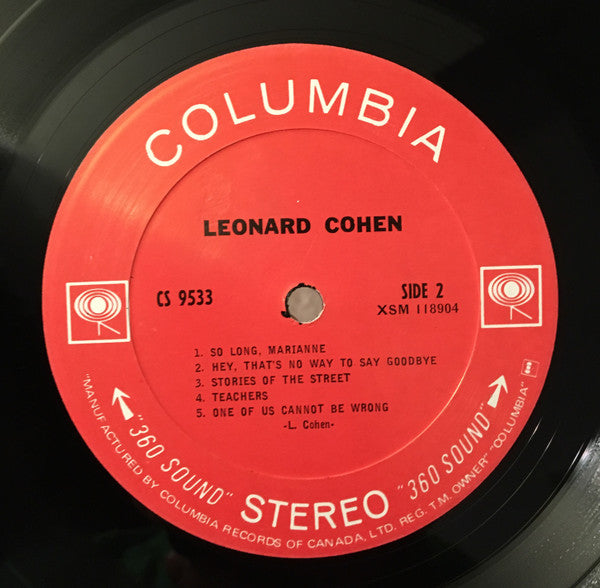 COLUMBIA
LEONARD COHEN
CS 9533
SIDE 2
XSM 118904
1. SO LONG, MARIANNE
2. HEY, THAT'S NO WAY TO SAY GOODBYE
3. STORIES OF THE STREET
4. TEACHERS
5. ONE OF US CANNOT BE WRONG
-L. Cohen-
"360 SOUND" STEREO "360 SOUND"
"MANUFACTURED BY COLUMBIA RECORDS OF CANADA, LTD. REG. T.M. OWNER" "COLUMBIA"